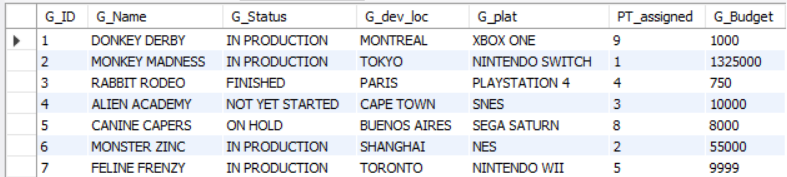 G_ID G_Name G_Status G_dev_loc G_plat PT_assigned G_Budget
1 DONKEY DERBY IN PRODUCTION MONTREAL XBOX ONE 9 1000
2 MONKEY MADNESS IN PRODUCTION TOKYO NINTENDO SWITCH 1 1325000
3 RABBIT RODEO FINISHED PARIS PLAYSTATION 4 4 750
4 ALIEN ACADEMY NOT YET STARTED CAPE TOWN SNES 3 10000
5 CANINE CAPERS ON HOLD BUENOS AIRES SEGA SATURN 8 8000
6 MONSTER ZINC IN PRODUCTION SHANGHAI NES 2 55000
7 FELINE FRENZY IN PRODUCTION TORONTO NINTENDO WII 5 9999